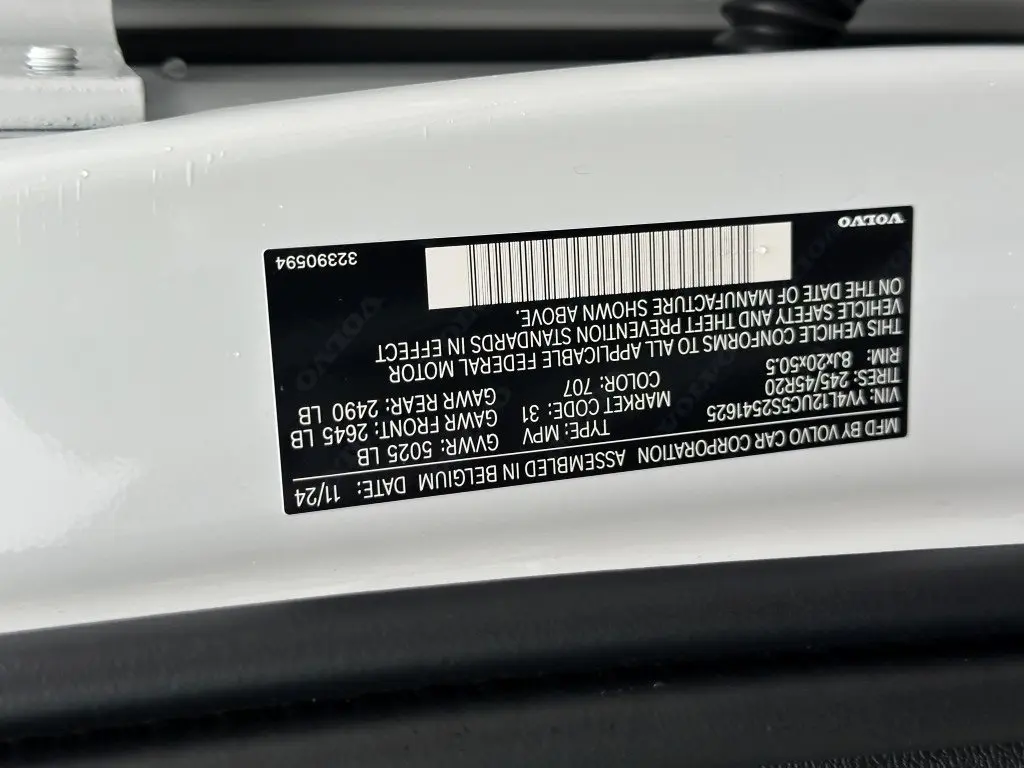 MFD BY VOLVO CAR CORPORATION ASSEMBLED IN BELGIUM DATE: 11/24
VIN: YV4L12UC5S2541625 TYPE: MPV GVWR: 5025 LB
TIRES: 245/45R20 MARKET CODE: 31 GAWR FRONT: 2645 LB
RIM: 8Jx20x50.5 COLOR: 707 GAWR REAR: 2490 LB
THIS VEHICLE CONFORMS TO ALL APPLICABLE FEDERAL MOTOR
VEHICLE SAFETY AND THEFT PREVENTION STANDARDS IN EFFECT
ON THE DATE OF MANUFACTURE SHOWN ABOVE.
VOLVO 32390594